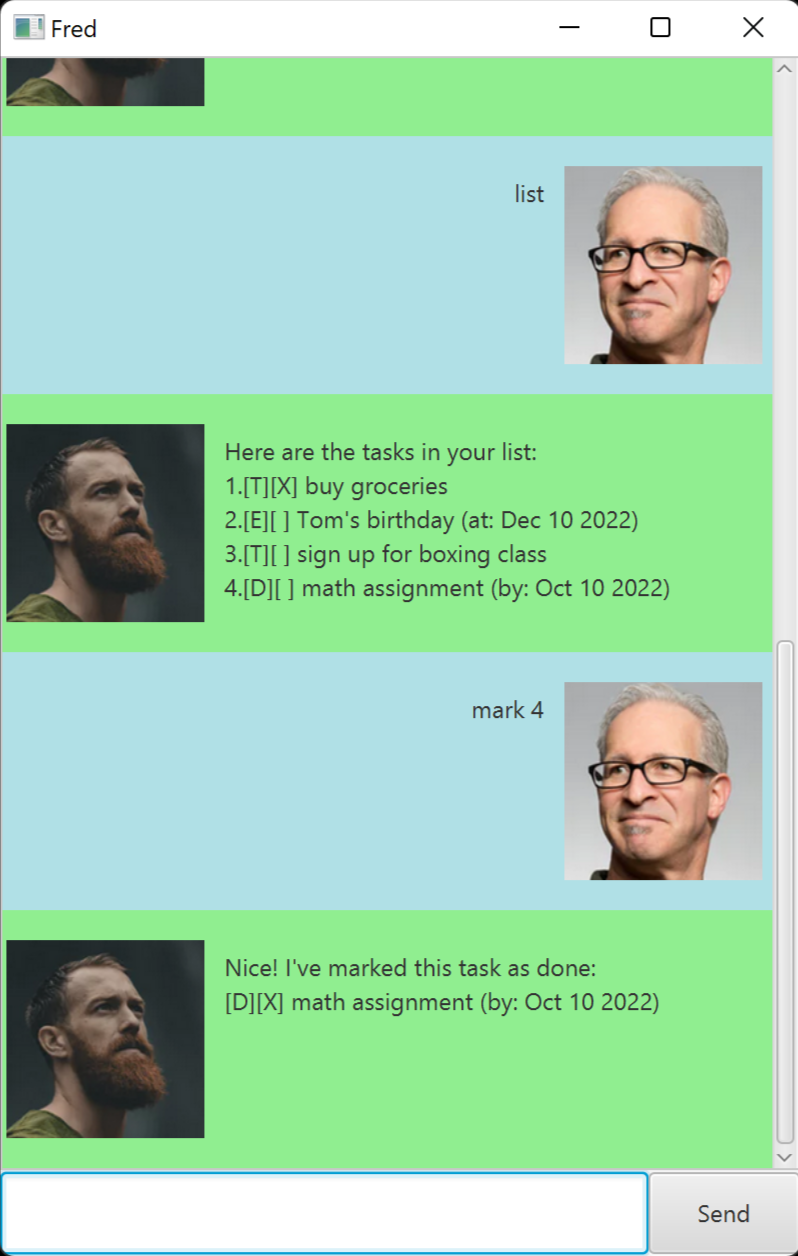 Fred
list
Here are the tasks in your list:
1.[T][X] buy groceries
2.[E][ ] Tom's birthday (at: Dec 10 2022)
3.[T][ ] sign up for boxing class
4.[D][ ] math assignment (by: Oct 10 2022)
mark 4
Nice! I've marked this task as done:
[D][X] math assignment (by: Oct 10 2022)
Send